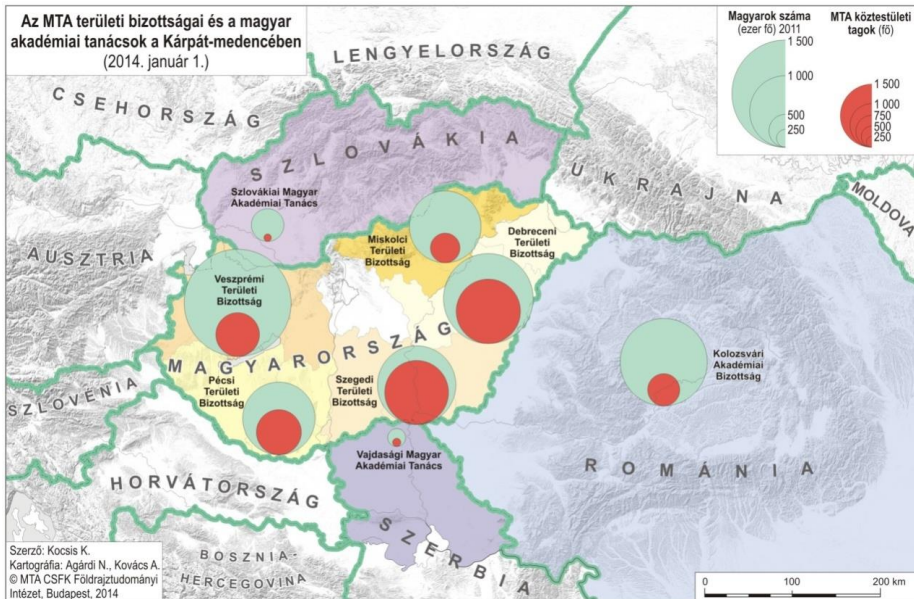 Az MTA területi bizottságai és a magyar
akadémiai tanácsok a Kárpát-medencében
(2014. január 1.)
Magyarok száma
(ezer fő) 2011
1 500
1 000
500
250
MTA köztestületi
tagok (fő)
1 500
1 000
750
500
250
LENGYELORSZÁG
CSEHORSZÁG
SZLOVÁKIA
UKRAJNA
MOLDOVA
Szlovákiai Magyar
Akadémiai Tanács
Miskolci
Területi
Bizottság
Debreceni
Területi
Bizottság
AUSZTRIA
Veszprémi
Területi
Bizottság
MAGYARORSZÁG
Kolozsvári
Akadémiai
Bizottság
SZLOVÉNIA
Pécsi
Területi
Bizottság
Szegedi
Területi
Bizottság
Vajdasági Magyar
Akadémiai Tanács
ROMÁNIA
HORVÁTORSZÁG
SZERBIA
BOSZNIA-
HERCEGOVINA
Szerző: Kocsis K.
Kartográfia: Agárdi N., Kovács A.
© MTA CSFK Földrajztudományi
Intézet, Budapest, 2014
0 100 200 km